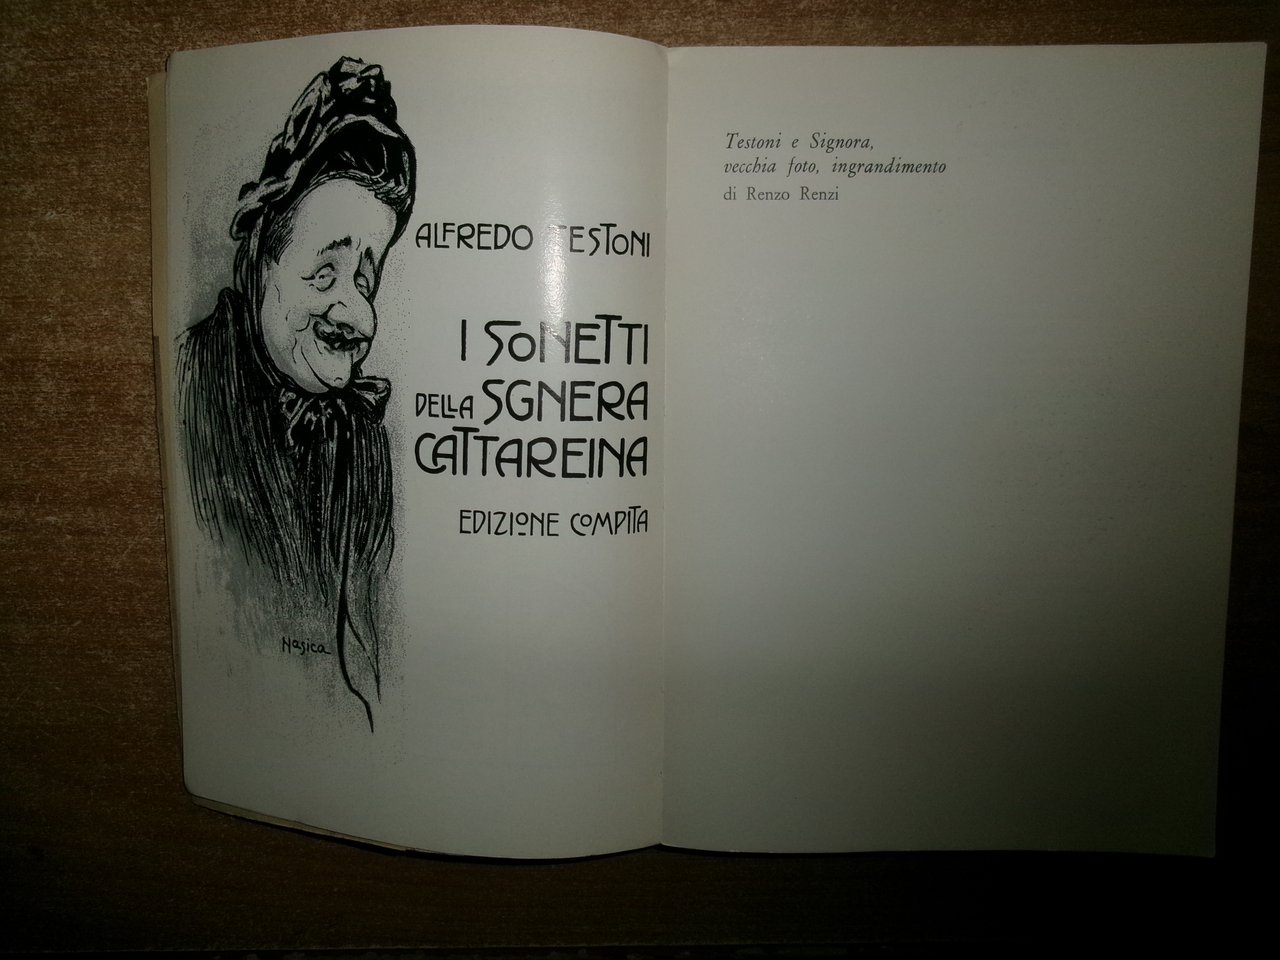 ALFREDO TESTONI
I SONETTI
DELLA SGNERA
CATTAREINA
EDIZIONE COMPITA
Nasica
Testoni e Signora,
vecchia foto, ingrandimento
di Renzo Renzi